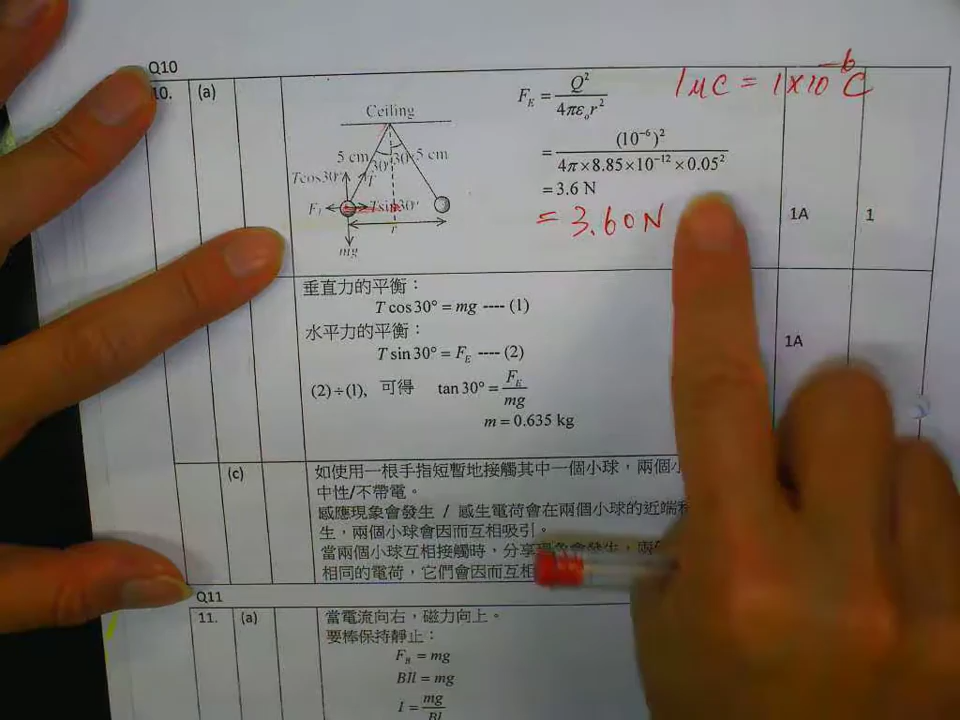 Q10
10. (a)
Ceiling
5 cm 30° 30° 5 cm
Tcos30° T
Tsin30°
r
mg
F_E = Q² / 4πε₀r²
1μC = 1×10⁻⁶ C
= (10⁻⁶)² / 4π×8.85×10⁻¹²×0.05²
= 3.6 N
= 3.60N
1A 1
垂直力的平衡：
T cos30° = mg ---- (1)
水平力的平衡：
1A
T sin30° = F_E ---- (2)
(2)÷(1), 可得 tan30° = F_E / mg
m = 0.635 kg
(c) 如使用一根手指短暫地接觸其中一個小球，兩個小
中性/不帶電。
感應現象會發生 / 感生電荷會在兩個小球的近端
生，兩個小球會因而互相吸引。
當兩個小球互相接觸時，分享
相同的電荷，它們會因而互相
Q11
11. (a) 當電流向右，磁力向上。
要棒保持靜止：
F_B = mg
BIl = mg
I = mg / Bl